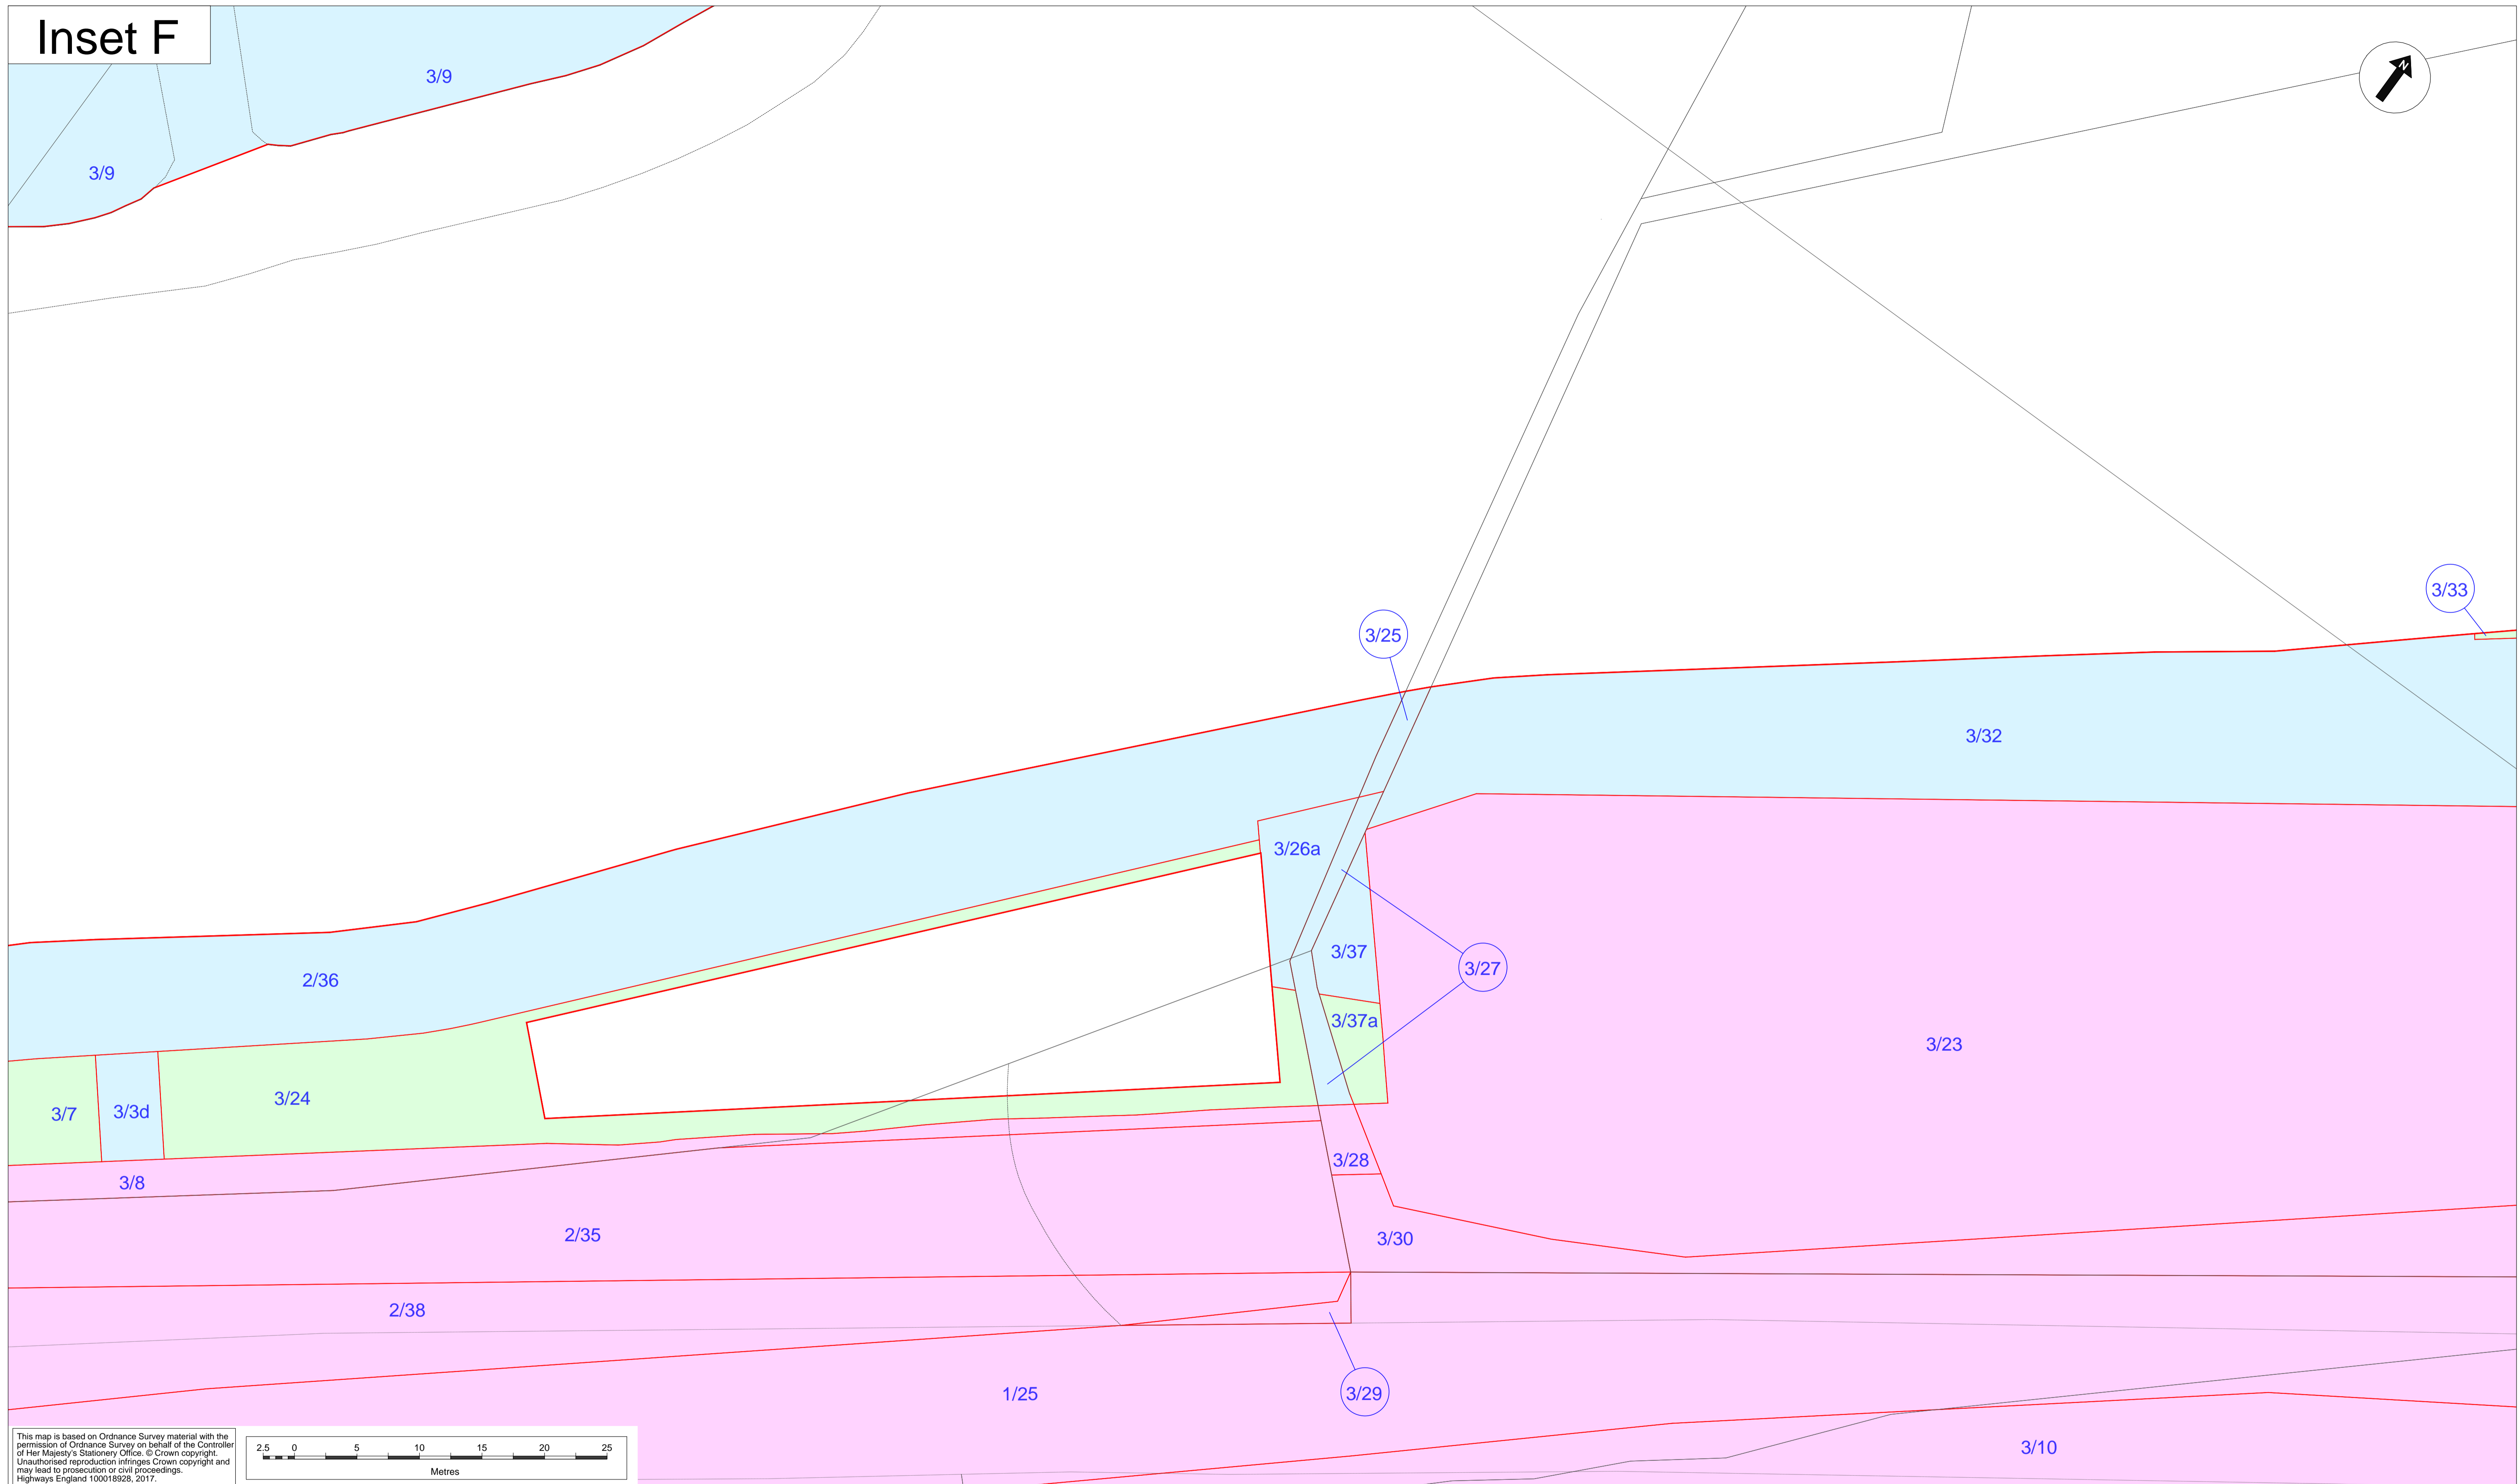 Inset F
N
3/9
3/9
3/33
3/25
3/32
3/26a
3/37
3/27
2/36
3/37a
3/23
3/24
3/7
3/3d
3/28
3/8
2/35
3/30
2/38
1/25
3/29
3/10
This map is based on Ordnance Survey material with the
permission of Ordnance Survey on behalf of the Controller
of Her Majesty's Stationery Office. © Crown copyright.
Unauthorised reproduction infringes Crown copyright and
may lead to prosecution or civil proceedings.
Highways England 100018928, 2017.
2.5 0 5 10 15 20 25
Metres